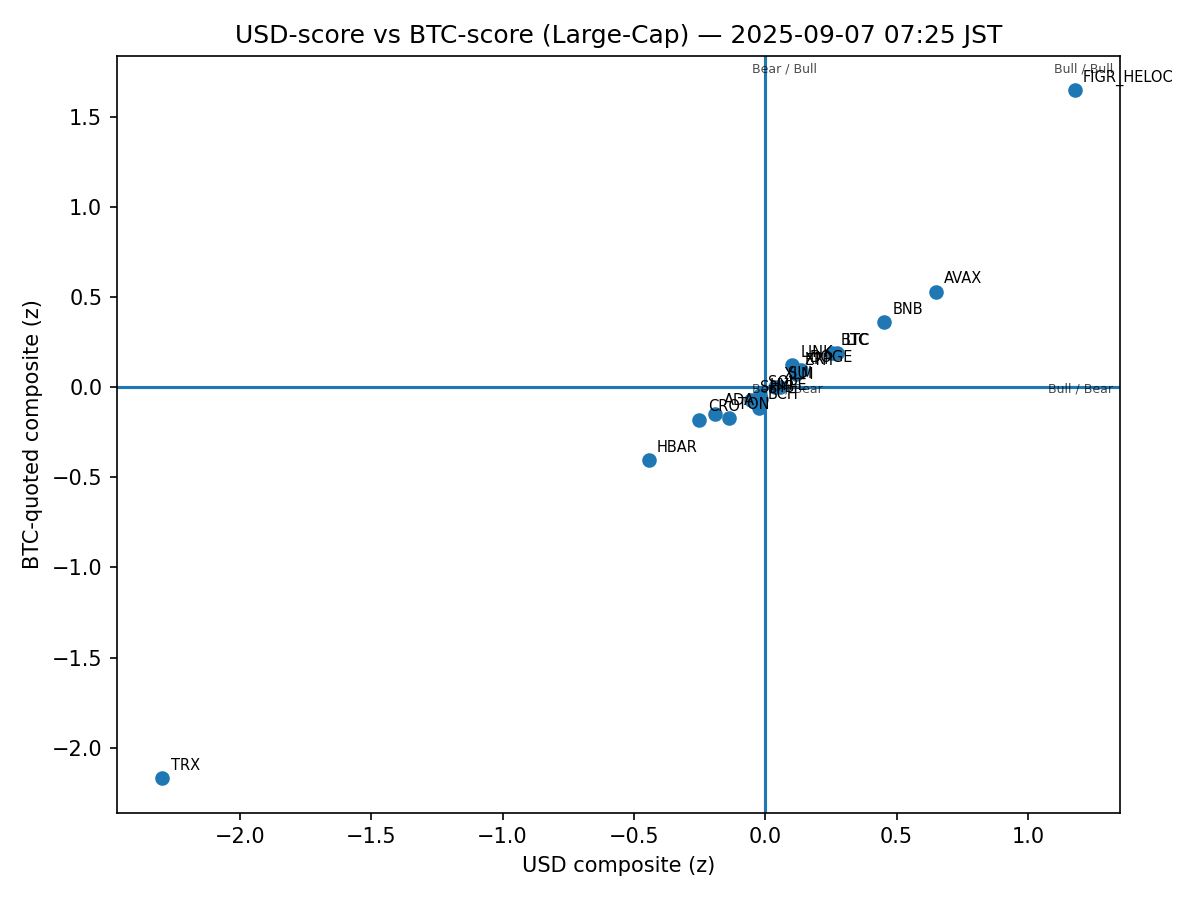 USD-score vs BTC-score (Large-Cap) — 2025-09-07 07:25 JST
Bear / Bull
Bull / Bull
FIGR_HELOC
1.5
1.0
AVAX
0.5
BNB
BTC
LTC
LINK
0.0
Bull / Bear
BCH
ADA
TON
CRO
HBAR
−0.5
−1.0
−1.5
−2.0
TRX
−2.0
−1.5
−1.0
−0.5
0.0
0.5
1.0
USD composite (z)
BTC-quoted composite (z)